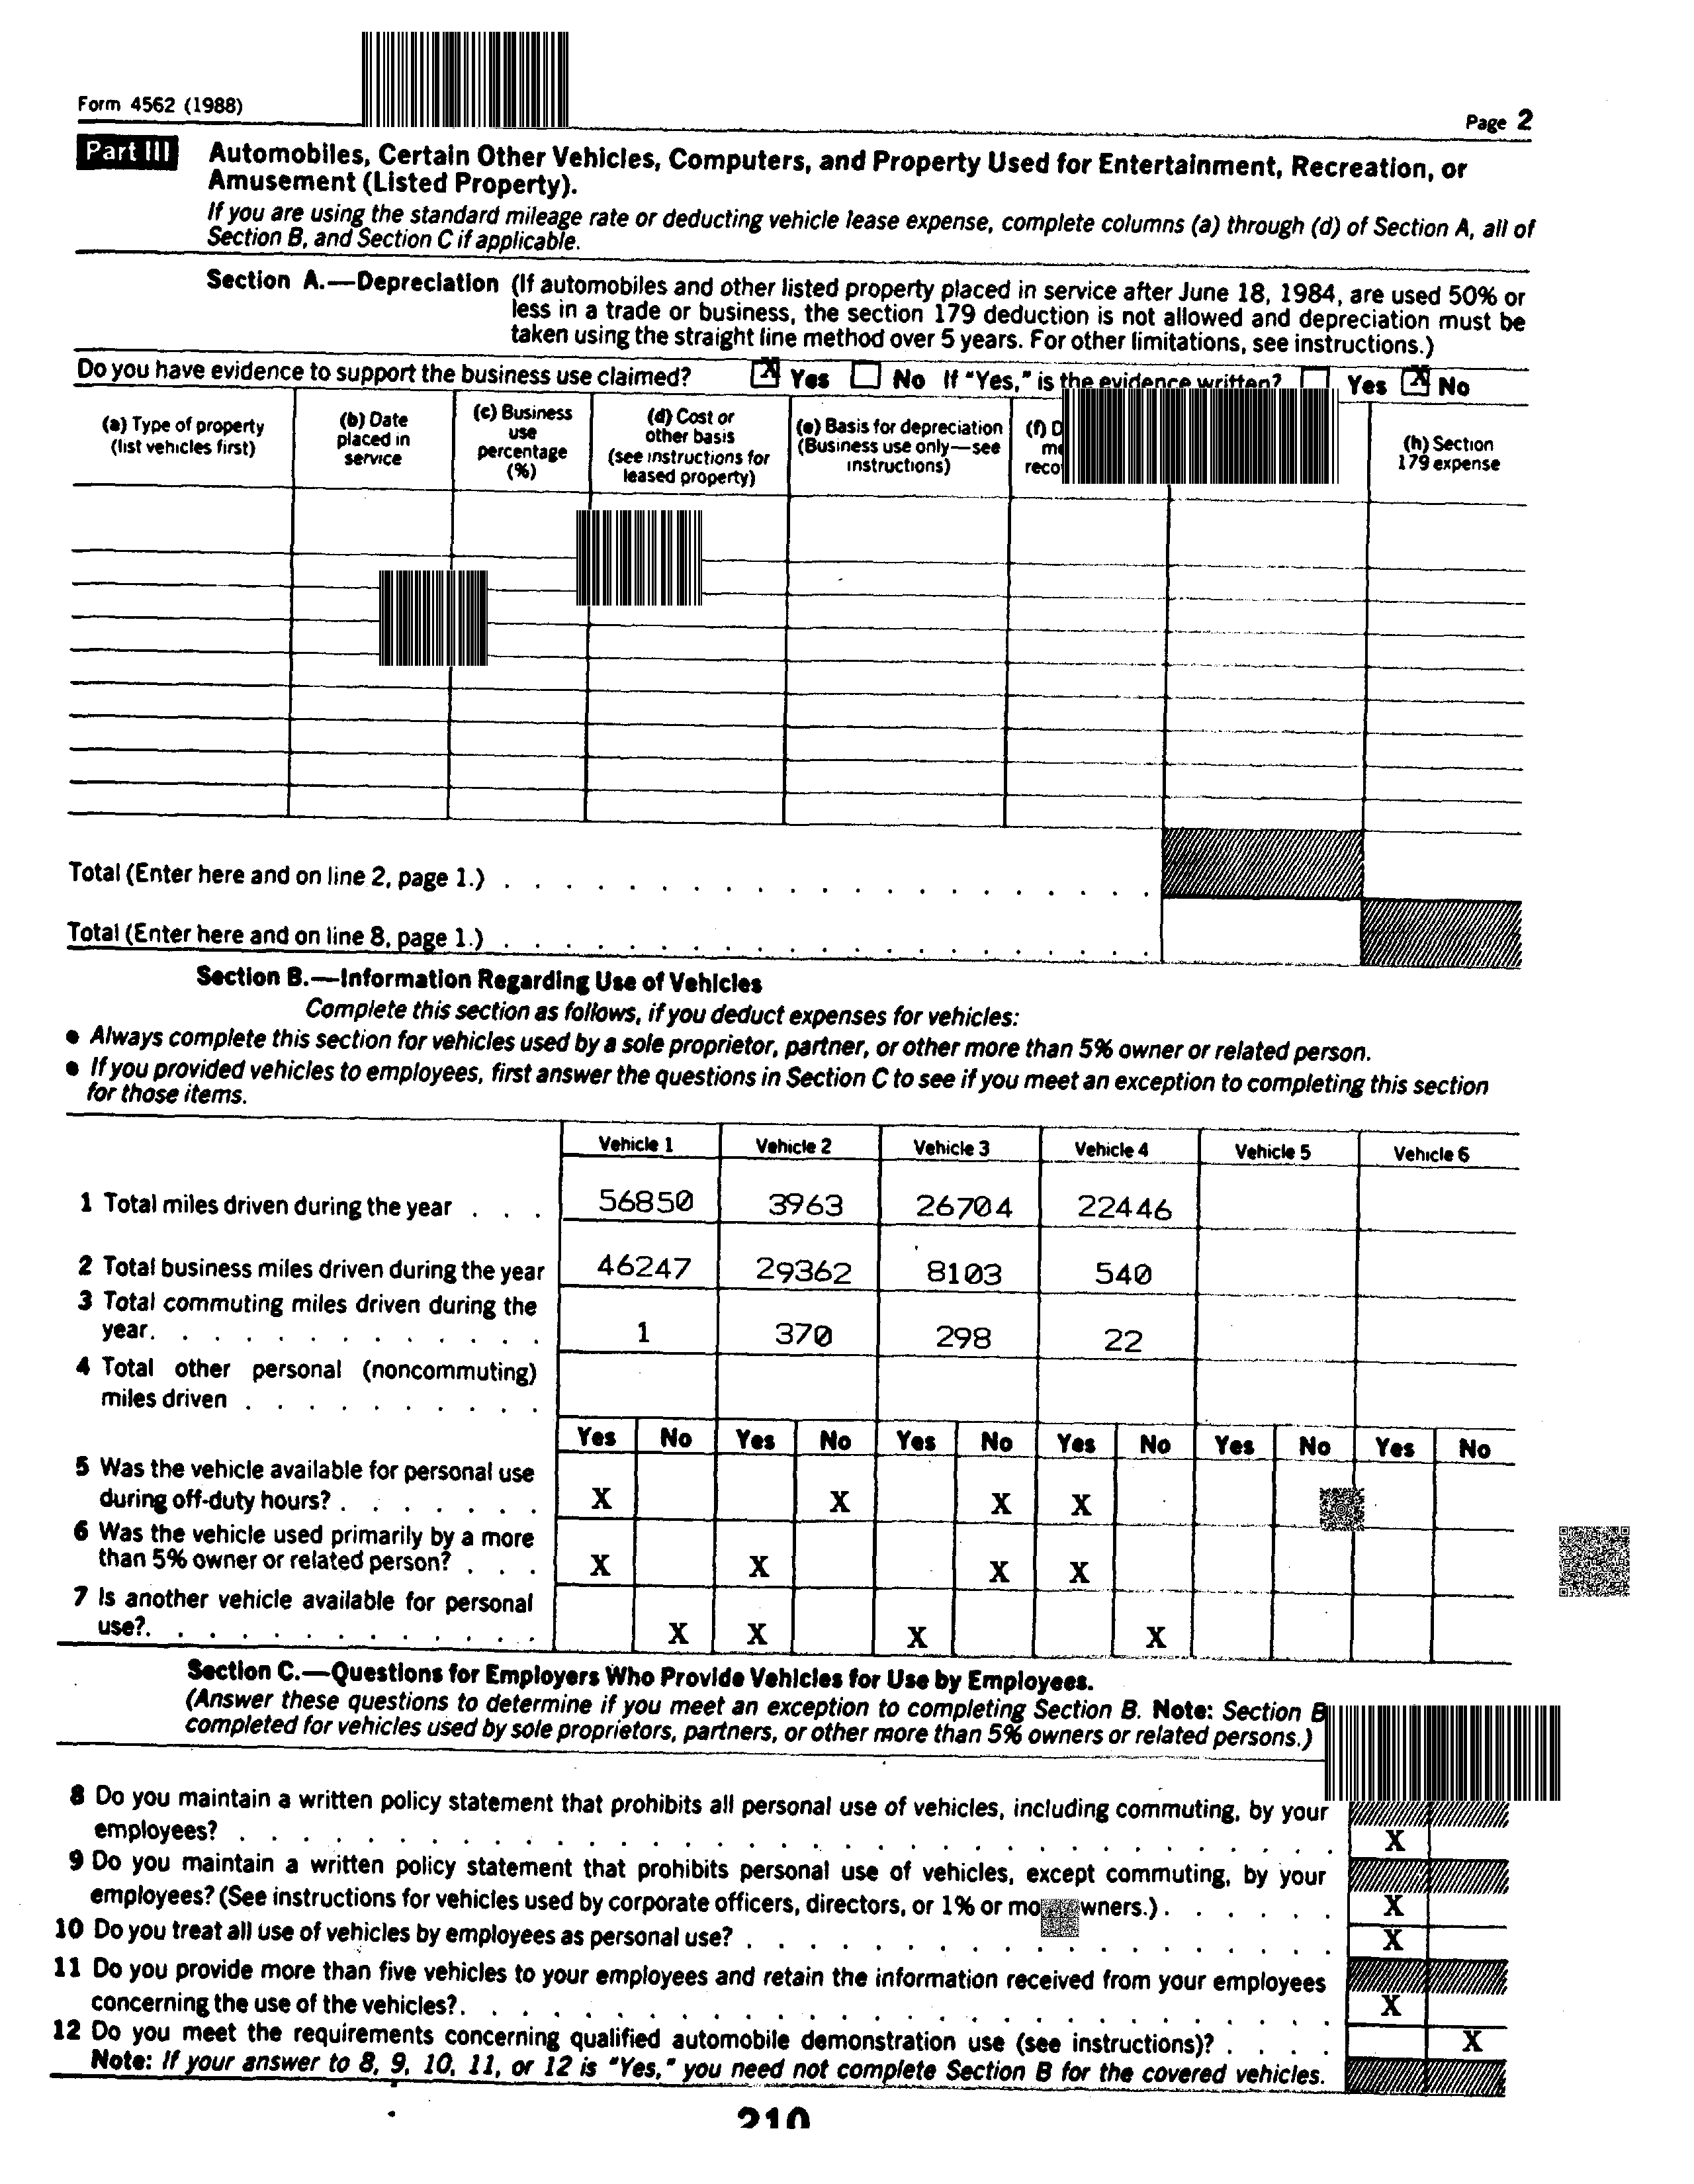 Form 4562 (1988)
Page 2
Part III Automobiles, Certain Other Vehicles, Computers, and Property Used for Entertainment, Recreation, or
Amusement (Listed Property).
If you are using the standard mileage rate or deducting vehicle lease expense, complete columns (a) through (d) of Section A, all of
Section B, and Section C if applicable.
Section A.—Depreciation (If automobiles and other listed property placed in service after June 18, 1984, are used 50% or
less in a trade or business, the section 179 deduction is not allowed and depreciation must be
taken using the straight line method over 5 years. For other limitations, see instructions.)
Do you have evidence to support the business use claimed? X Yes No If "Yes," is the evidence written? Yes X No
(a) Type of property
(list vehicles first)
(b) Date
placed in
service
(c) Business
use
percentage
(%)
(d) Cost or
other basis
(see instructions for
leased property)
(e) Basis for depreciation
(Business use only—see
instructions)
(f)
(h) Section
179 expense
Total (Enter here and on line 2, page 1.) . . . . . . . . . . . . . . . . . . . . .
Total (Enter here and on line 8, page 1.) . . . . . . . . . . . . . . . . . . . . .
Section B.—Information Regarding Use of Vehicles
Complete this section as follows, if you deduct expenses for vehicles:
● Always complete this section for vehicles used by a sole proprietor, partner, or other more than 5% owner or related person.
● If you provided vehicles to employees, first answer the questions in Section C to see if you meet an exception to completing this section
for those items.
Vehicle 1 Vehicle 2 Vehicle 3 Vehicle 4 Vehicle 5 Vehicle 6
1 Total miles driven during the year . . . 56850 3963 26704 22446
2 Total business miles driven during the year 46247 29362 8103 540
3 Total commuting miles driven during the
year. . . . . . . . . . . . . 1 370 298 22
4 Total other personal (noncommuting)
miles driven . . . . . . . . . .
Yes No Yes No Yes No Yes No Yes No Yes No
5 Was the vehicle available for personal use
during off-duty hours? . . . . . . . X X X X
6 Was the vehicle used primarily by a more
than 5% owner or related person? . . . X X X X
7 Is another vehicle available for personal
use?. . . . . . . . . . . . . X X X X
Section C.—Questions for Employers Who Provide Vehicles for Use by Employees.
(Answer these questions to determine if you meet an exception to completing Section B. Note: Section B
completed for vehicles used by sole proprietors, partners, or other more than 5% owners or related persons.)
8 Do you maintain a written policy statement that prohibits all personal use of vehicles, including commuting, by your
employees? . . . . . . . . . . . . . . . . . . . . . . . . . . . . . . . . . . X
9 Do you maintain a written policy statement that prohibits personal use of vehicles, except commuting, by your
employees? (See instructions for vehicles used by corporate officers, directors, or 1% or . . . . . . X
10 Do you treat all use of vehicles by employees as personal use? . . . . . . . . . . . . . . . . . . . X
11 Do you provide more than five vehicles to your employees and retain the information received from your employees
concerning the use of the vehicles?. . . . . . . . . . . . . . . . . . . . . . . . . . . X
12 Do you meet the requirements concerning qualified automobile demonstration use (see instructions)? . . . . X
Note: If your answer to 8, 9, 10, 11, or 12 is "Yes," you need not complete Section B for the covered vehicles.
210